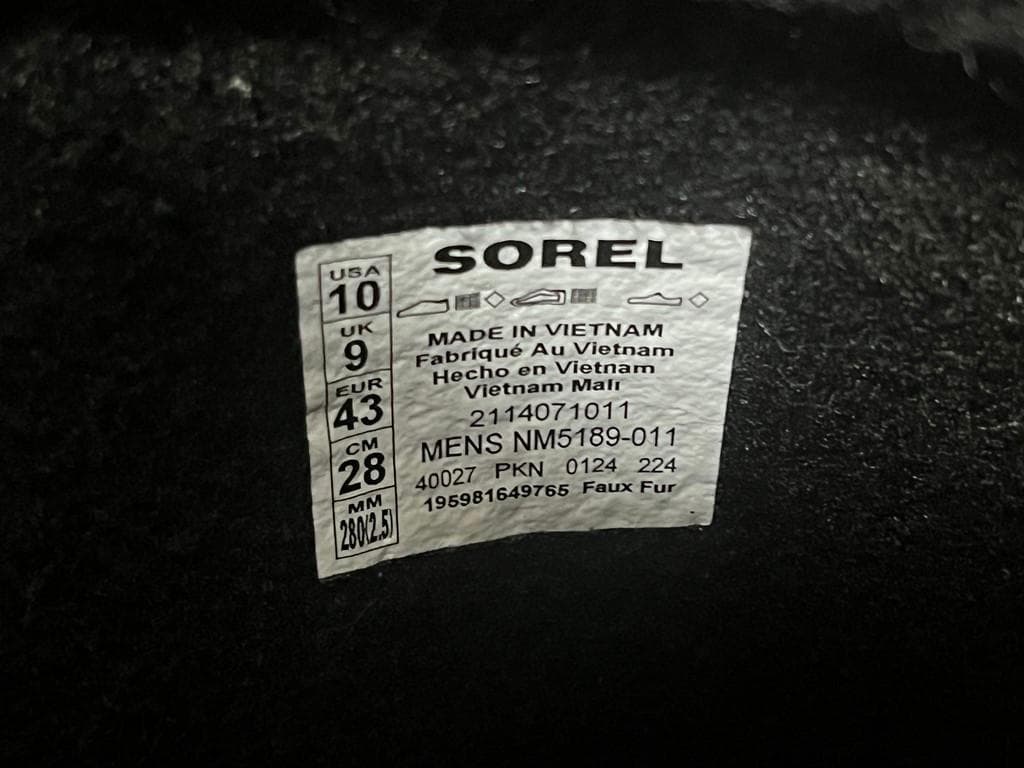 SOREL
USA
10
UK
9
EUR
43
CM
28
MM
280(2.5)
MADE IN VIETNAM
Fabriqué Au Vietnam
Hecho en Vietnam
Vietnam Malı
2114071011
MENS NM5189-011
40027 PKN 0124 224
195981649765 Faux Fur